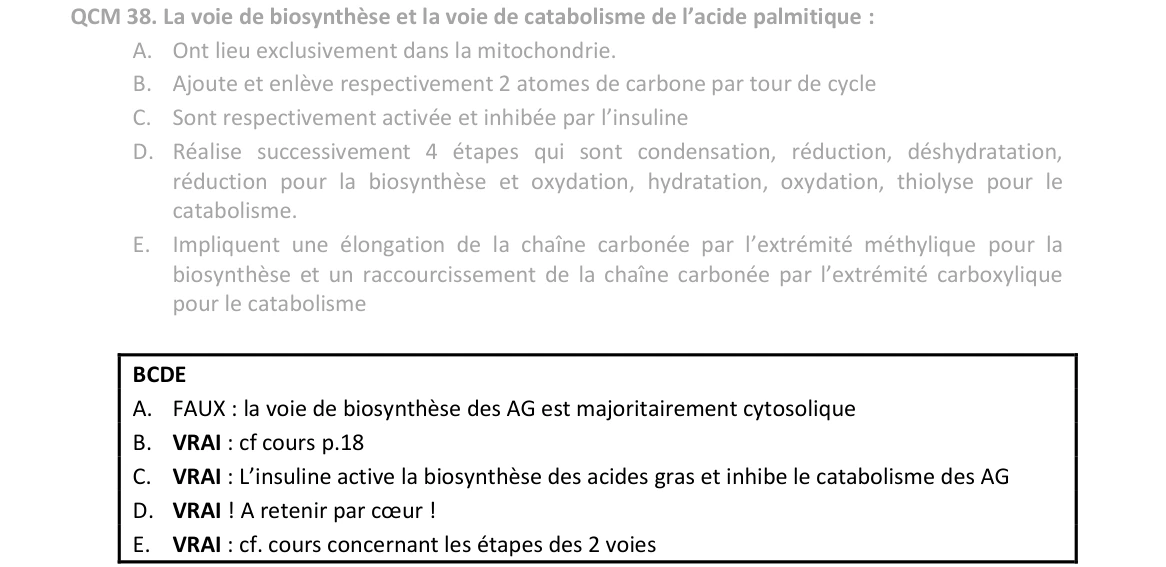 QCM 38. La voie de biosynthèse et la voie de catabolisme de l’acide palmitique :
A. Ont lieu exclusivement dans la mitochondrie.
B. Ajoute et enlève respectivement 2 atomes de carbone par tour de cycle
C. Sont respectivement activée et inhibée par l’insuline
D. Réalise successivement 4 étapes qui sont condensation, réduction, déshydratation,
réduction pour la biosynthèse et oxydation, hydratation, oxydation, thiolyse pour le
catabolisme.
E. Impliquent une élongation de la chaîne carbonée par l’extrémité méthylique pour la
biosynthèse et un raccourcissement de la chaîne carbonée par l’extrémité carboxylique
pour le catabolisme
BCDE
A. FAUX : la voie de biosynthèse des AG est majoritairement cytosolique
B. VRAI : cf cours p.18
C. VRAI : L’insuline active la biosynthèse des acides gras et inhibe le catabolisme des AG
D. VRAI ! A retenir par cœur !
E. VRAI : cf. cours concernant les étapes des 2 voies